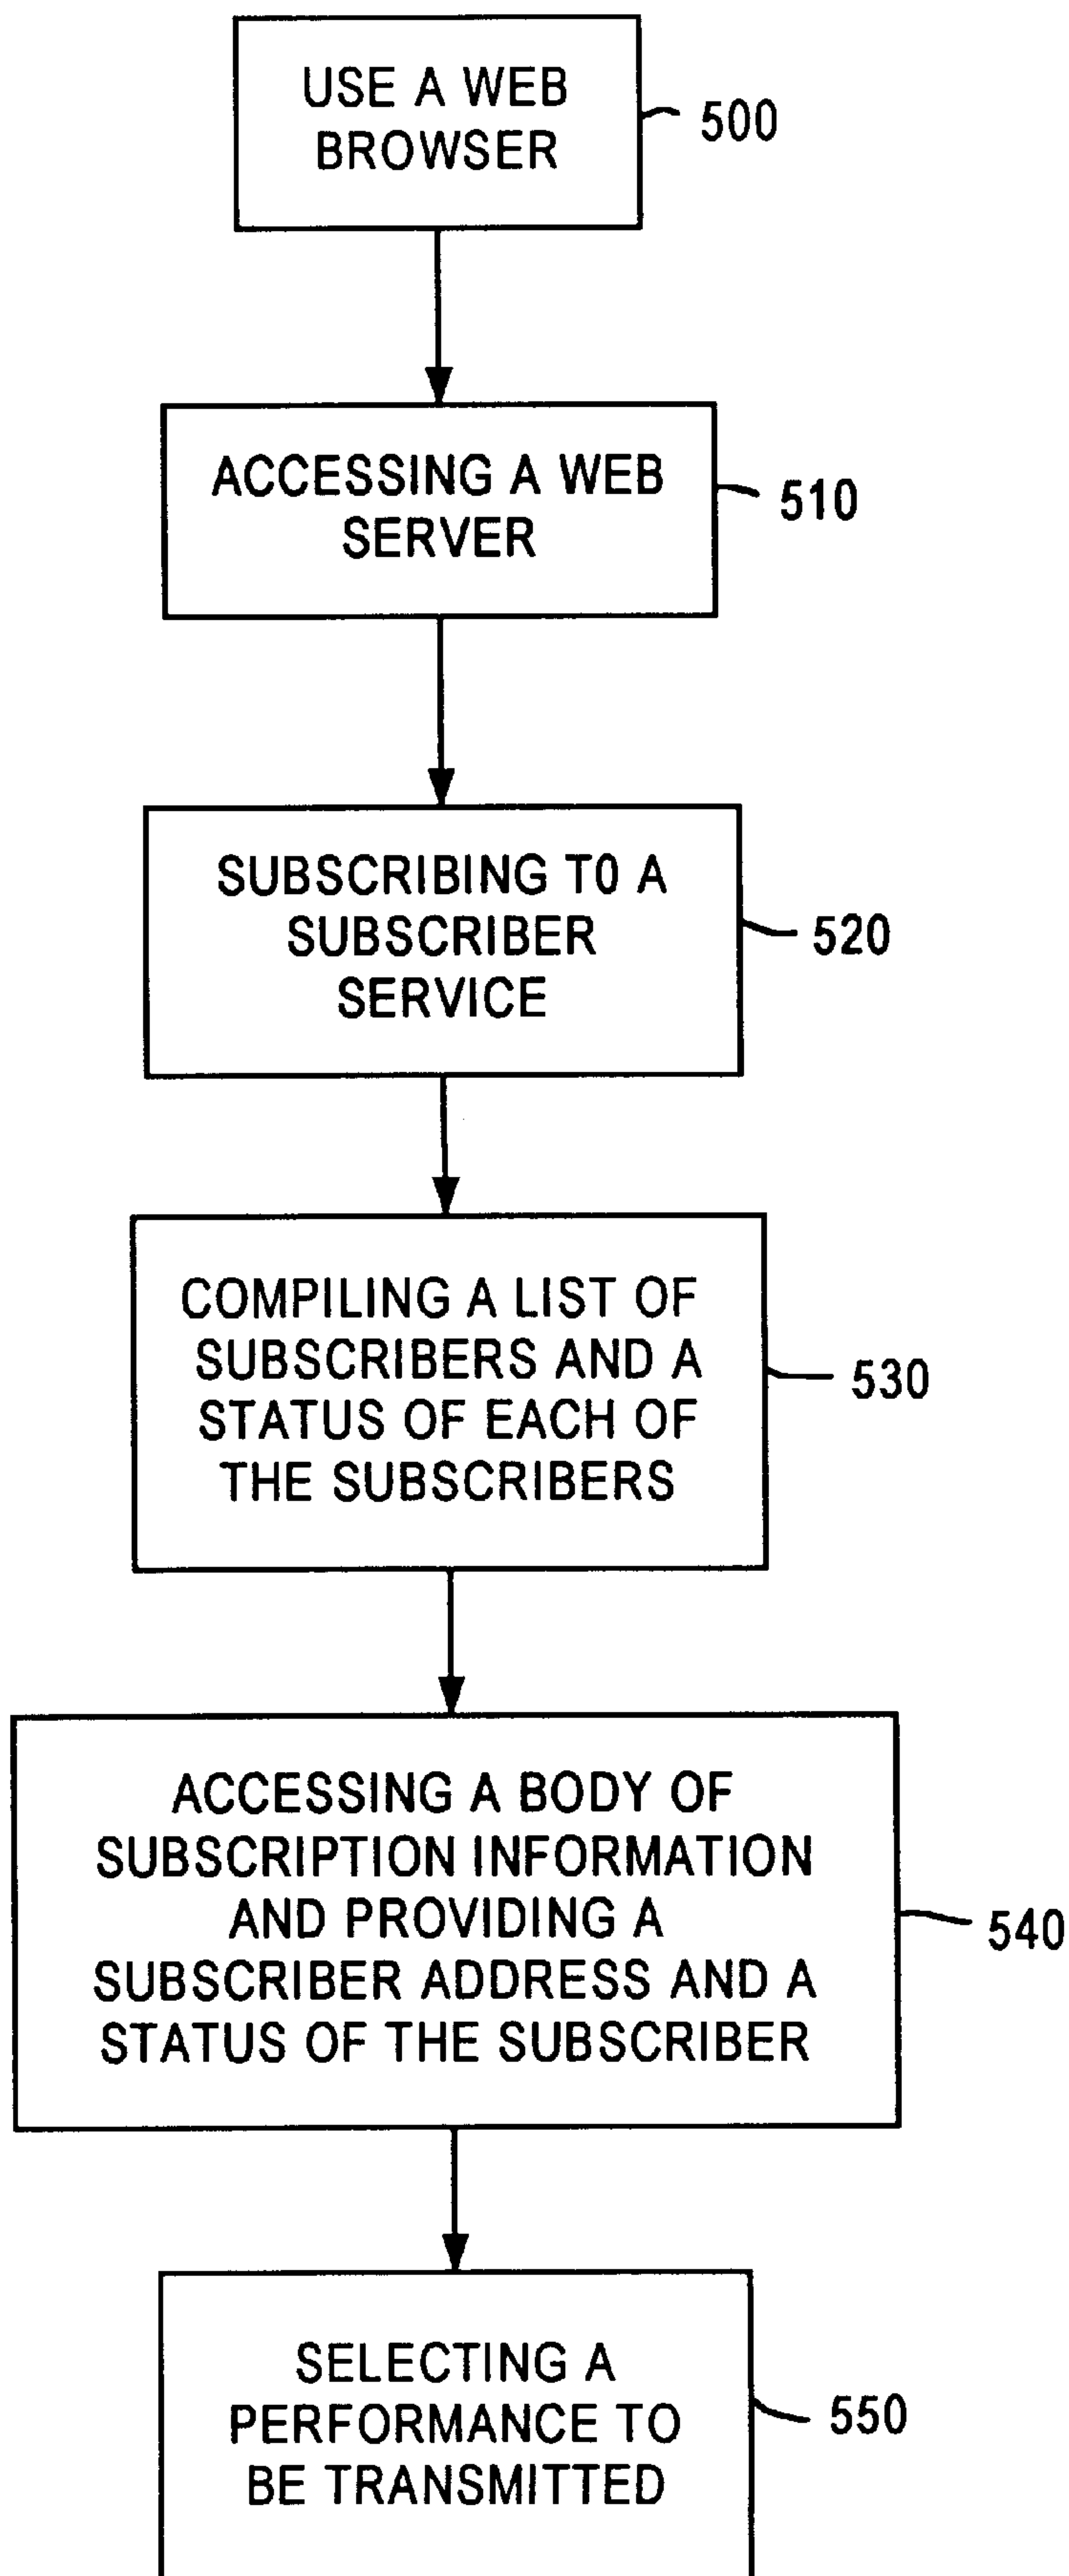 USE A WEB
BROWSER
500
ACCESSING A WEB
SERVER
510
SUBSCRIBING TO A
SUBSCRIBER
SERVICE
520
COMPILING A LIST OF
SUBSCRIBERS AND A
STATUS OF EACH OF
THE SUBSCRIBERS
530
ACCESSING A BODY OF
SUBSCRIPTION INFORMATION
AND PROVIDING A
SUBSCRIBER ADDRESS AND A
STATUS OF THE SUBSCRIBER
540
SELECTING A
PERFORMANCE TO
BE TRANSMITTED
550